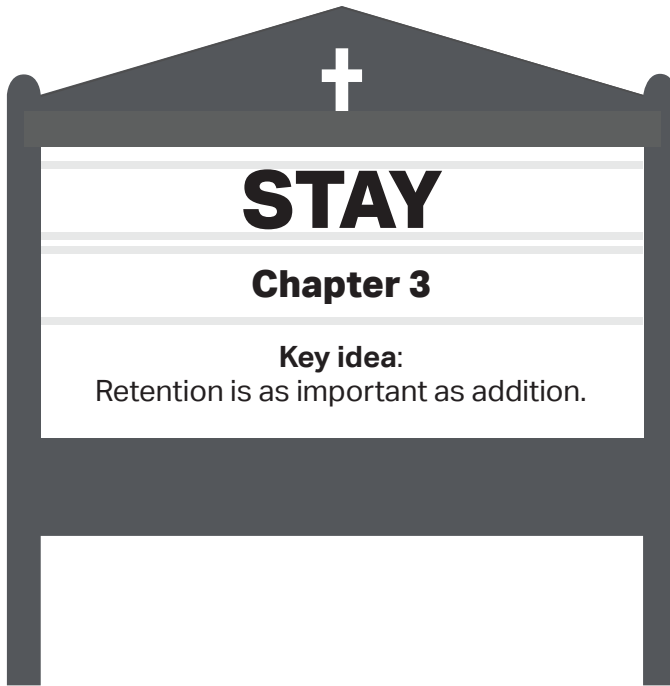 STAY
Chapter 3
Key idea:
Retention is as important as addition.